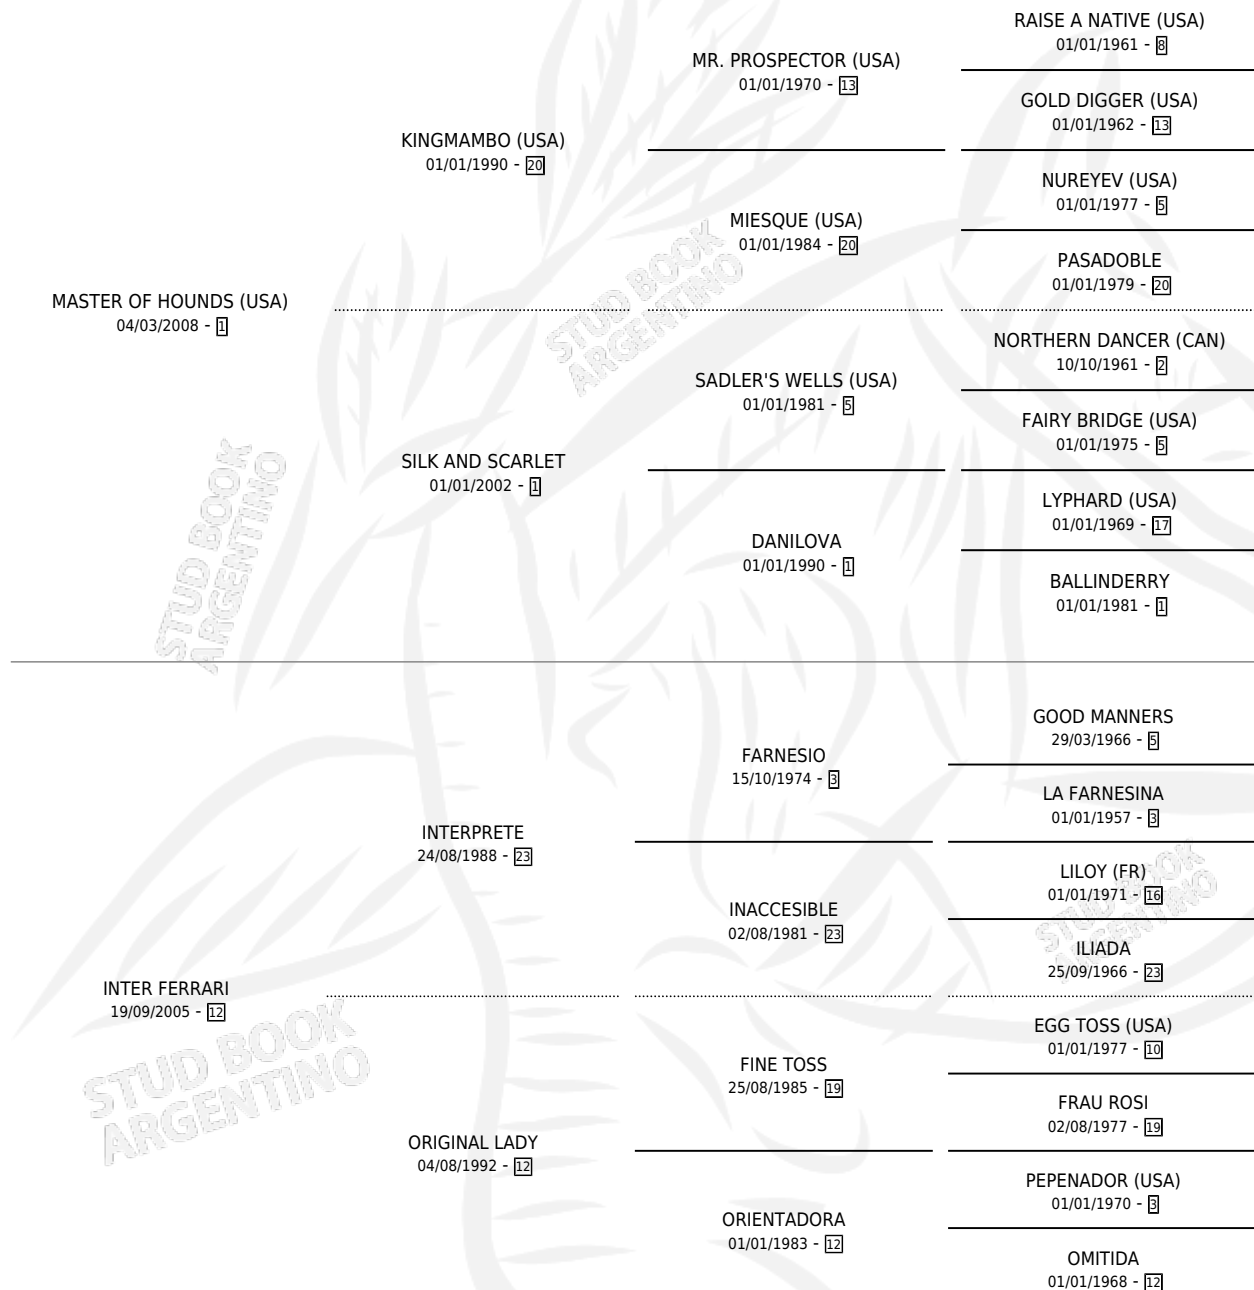 RAISE A NATIVE (USA)
01/01/1961 - 8
MR. PROSPECTOR (USA)
01/01/1970 - 13
GOLD DIGGER (USA)
01/01/1962 - 13
KINGMAMBO (USA)
01/01/1990 - 20
NUREYEV (USA)
01/01/1977 - 5
MIESQUE (USA)
01/01/1984 - 20
PASADOBLE
01/01/1979 - 20
MASTER OF HOUNDS (USA)
04/03/2008 - 1
NORTHERN DANCER (CAN)
10/10/1961 - 2
SADLER'S WELLS (USA)
01/01/1981 - 5
FAIRY BRIDGE (USA)
01/01/1975 - 5
SILK AND SCARLET
01/01/2002 - 1
LYPHARD (USA)
01/01/1969 - 17
DANILOVA
01/01/1990 - 1
BALLINDERRY
01/01/1981 - 1
GOOD MANNERS
29/03/1966 - 5
FARNESIO
15/10/1974 - 3
LA FARNESINA
01/01/1957 - 3
INTERPRETE
24/08/1988 - 23
LILOY (FR)
01/01/1971 - 16
INACCESIBLE
02/08/1981 - 23
ILIADA
25/09/1966 - 23
INTER FERRARI
19/09/2005 - 12
EGG TOSS (USA)
01/01/1977 - 10
FINE TOSS
25/08/1985 - 19
FRAU ROSI
02/08/1977 - 19
ORIGINAL LADY
04/08/1992 - 12
PEPENADOR (USA)
01/01/1970 - 3
ORIENTADORA
01/01/1983 - 12
OMITIDA
01/01/1968 - 12
STUD BOOK
ARGENTINO
STUD BOOK
ARGENTINO
STUD BOOK
ARGENTINO
STUD BOOK
ARGENTINO